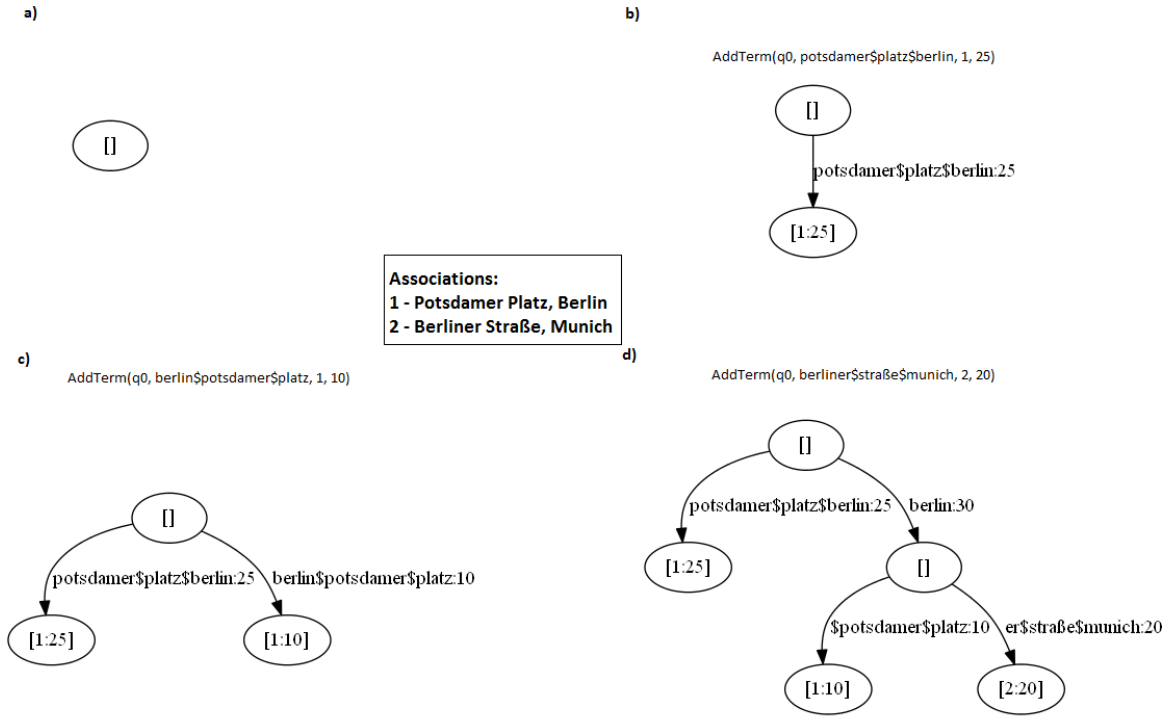 a)
[]
b)
AddTerm(q0, potsdamer$platz$berlin, 1, 25)
[]
potsdamer$platz$berlin:25
[1:25]
Associations:
1 - Potsdamer Platz, Berlin
2 - Berliner Straße, Munich
c)
AddTerm(q0, berlin$potsdamer$platz, 1, 10)
[]
potsdamer$platz$berlin:25 berlin$potsdamer$platz:10
[1:25] [1:10]
d)
AddTerm(q0, berliner$straße$munich, 2, 20)
[]
potsdamer$platz$berlin:25 berlin:30
[1:25] []
$potsdamer$platz:10 er$straße$munich:20
[1:10] [2:20]